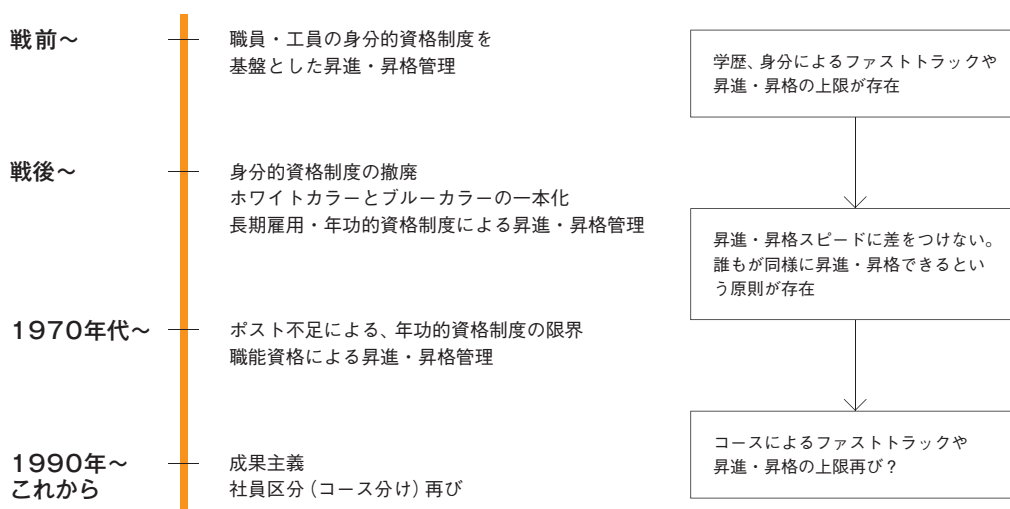 戦前〜
職員・工員の身分的資格制度を
基盤とした昇進・昇格管理
戦後〜
身分的資格制度の撤廃
ホワイトカラーとブルーカラーの一本化
長期雇用・年功的資格制度による昇進・昇格管理
1970年代〜
ポスト不足による、年功的資格制度の限界
職能資格による昇進・昇格管理
1990年〜
これから
成果主義
社員区分（コース分け）再び
学歴、身分によるファストトラックや
昇進・昇格の上限が存在
昇進・昇格スピードに差をつけない。
誰もが同様に昇進・昇格できるとい
う原則が存在
コースによるファストトラックや
昇進・昇格の上限再び？